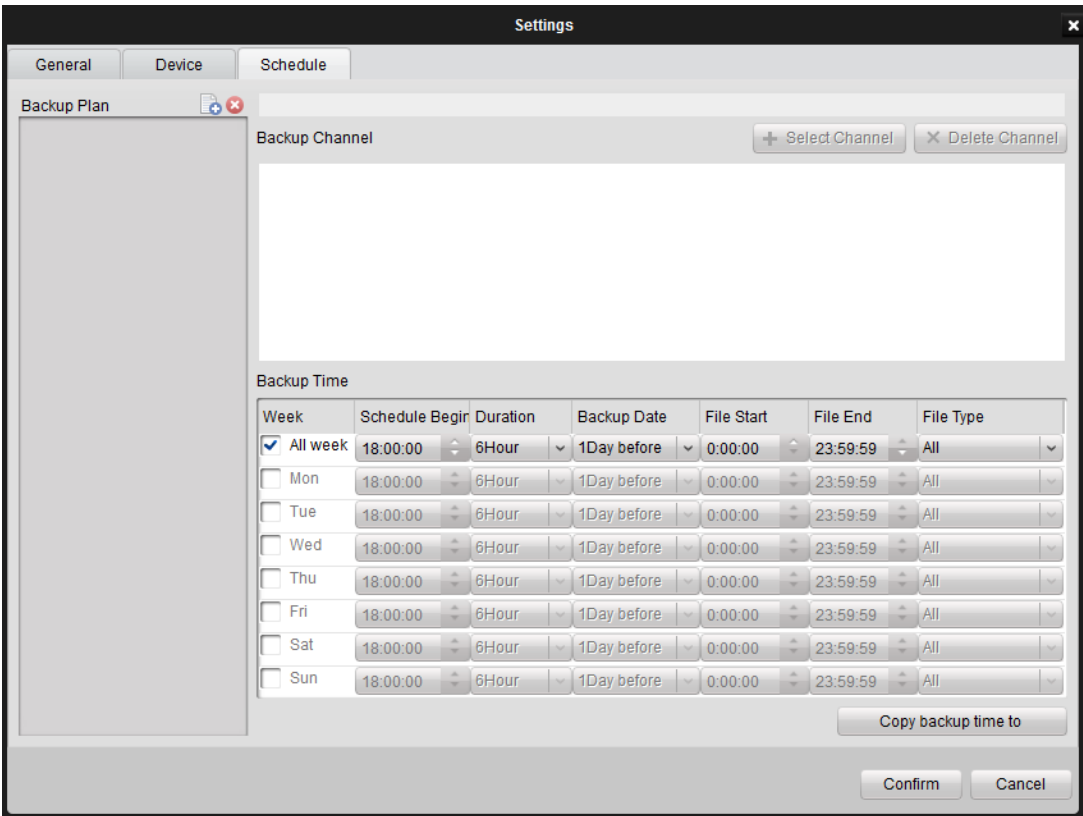 Settings
General Device Schedule
Backup Plan
Backup Channel Select Channel Delete Channel
Backup Time
Week Schedule Begin Duration Backup Date File Start File End File Type
All week 18:00:00 6Hour 1Day before 0:00:00 23:59:59 All
Mon 18:00:00 6Hour 1Day before 0:00:00 23:59:59 All
Tue 18:00:00 6Hour 1Day before 0:00:00 23:59:59 All
Wed 18:00:00 6Hour 1Day before 0:00:00 23:59:59 All
Thu 18:00:00 6Hour 1Day before 0:00:00 23:59:59 All
Fri 18:00:00 6Hour 1Day before 0:00:00 23:59:59 All
Sat 18:00:00 6Hour 1Day before 0:00:00 23:59:59 All
Sun 18:00:00 6Hour 1Day before 0:00:00 23:59:59 All
Copy backup time to
Confirm Cancel